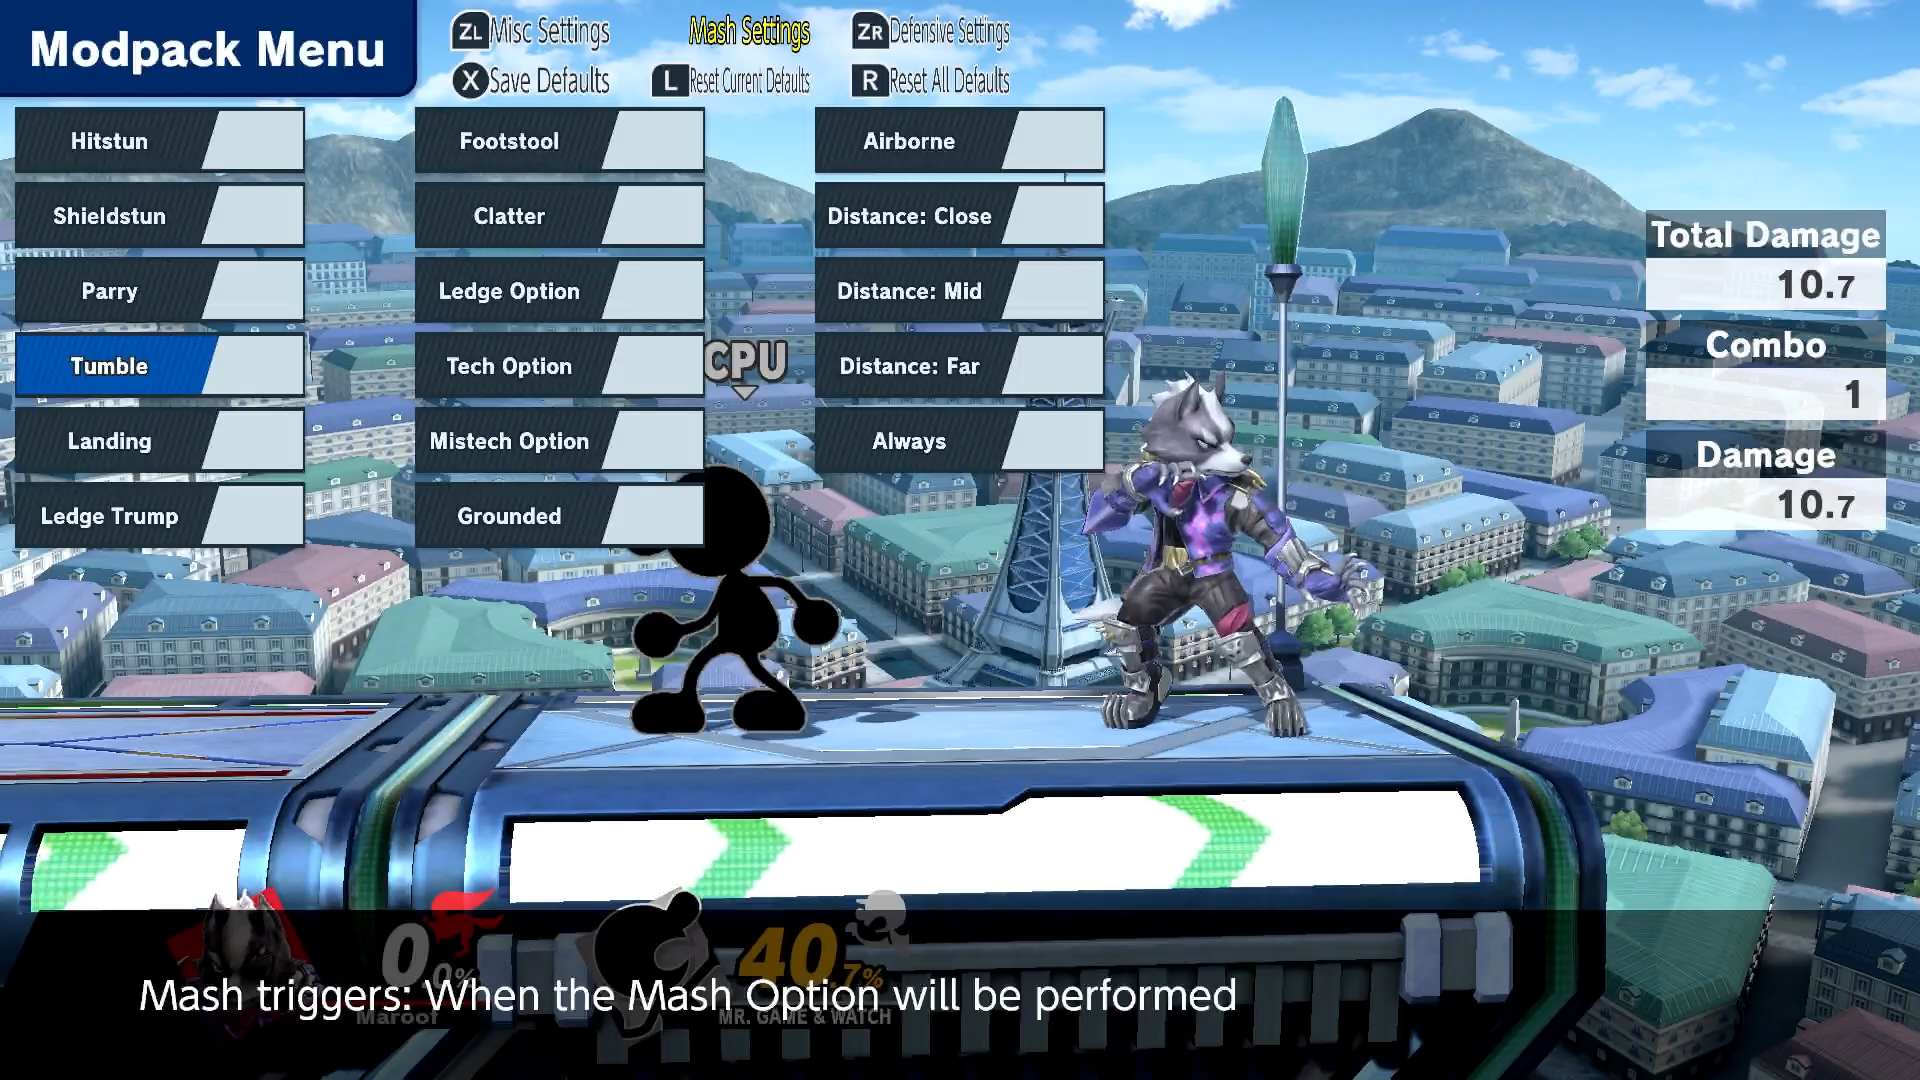 Modpack Menu
ZL Misc Settings
Mash Settings
ZR Defensive Settings
X Save Defaults
L Reset Current Defaults
R Reset All Defaults
Hitstun
Footstool
Airborne
Shieldstun
Clatter
Distance: Close
Parry
Ledge Option
Distance: Mid
Tumble
Tech Option
Distance: Far
Landing
Mistech Option
Always
Ledge Trump
Grounded
CPU
Total Damage
10.7
Combo
1
Damage
10.7
0.0%
40.7%
Mash triggers: When the Mash Option will be performed
Maroof
MR. GAME & WATCH